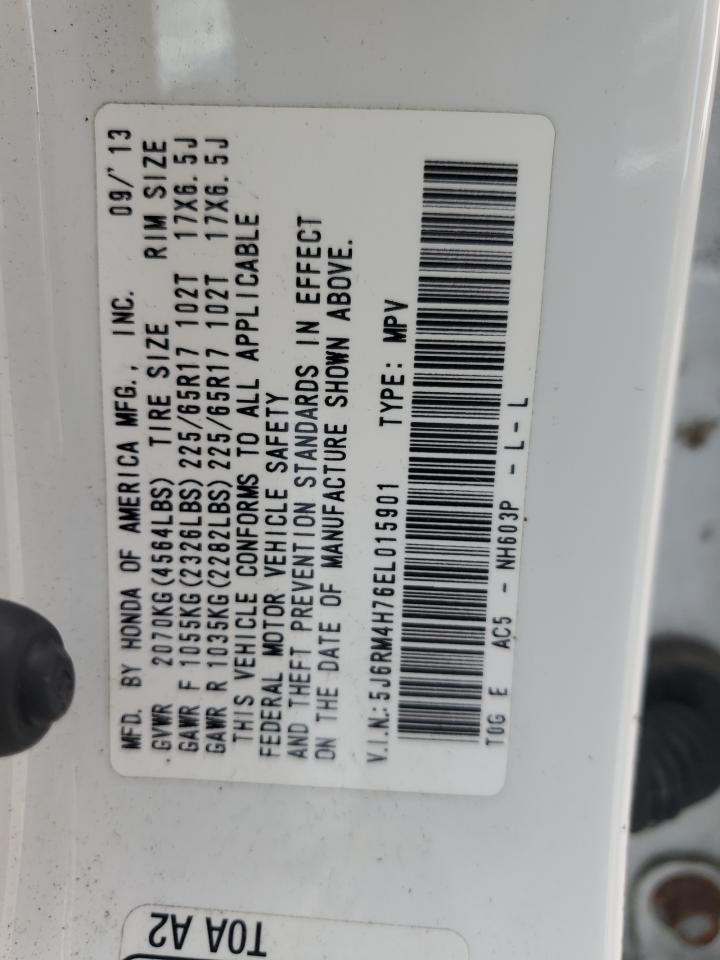 MFD. BY HONDA OF AMERICA MFG., INC. 09/'13
GVWR 2070KG(4564LBS) TIRE SIZE RIM SIZE
GAWR F 1055KG(2326LBS) 225/65R17 102T 17X6.5J
GAWR R 1035KG(2282LBS) 225/65R17 102T 17X6.5J
THIS VEHICLE CONFORMS TO ALL APPLICABLE
FEDERAL MOTOR VEHICLE SAFETY
AND THEFT PREVENTION STANDARDS IN EFFECT
ON THE DATE OF MANUFACTURE SHOWN ABOVE.
V.I.N.: 5J6RM4H76EL015901 TYPE: MPV
T0G E AC5 - NH603P - L - L
T0A A2